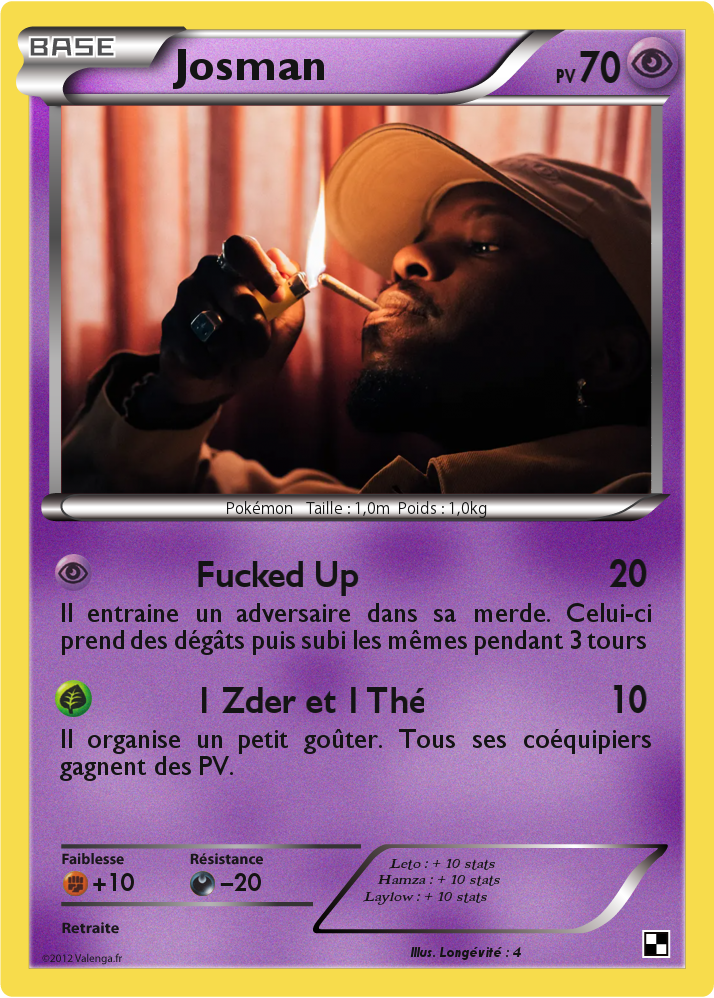 BASE
Josman
PV 70
Pokémon Taille : 1,0m Poids : 1,0kg
Fucked Up 20
Il entraine un adversaire dans sa merde. Celui-ci
prend des dégâts puis subi les mêmes pendant 3 tours
1 Zder et 1 Thé 10
Il organise un petit goûter. Tous ses coéquipiers
gagnent des PV.
Faiblesse Résistance
+10 –20
Leto : + 10 stats
Hamza : + 10 stats
Laylow : + 10 stats
Retraite
Illus. Longévité : 4
©2012 Valenga.fr